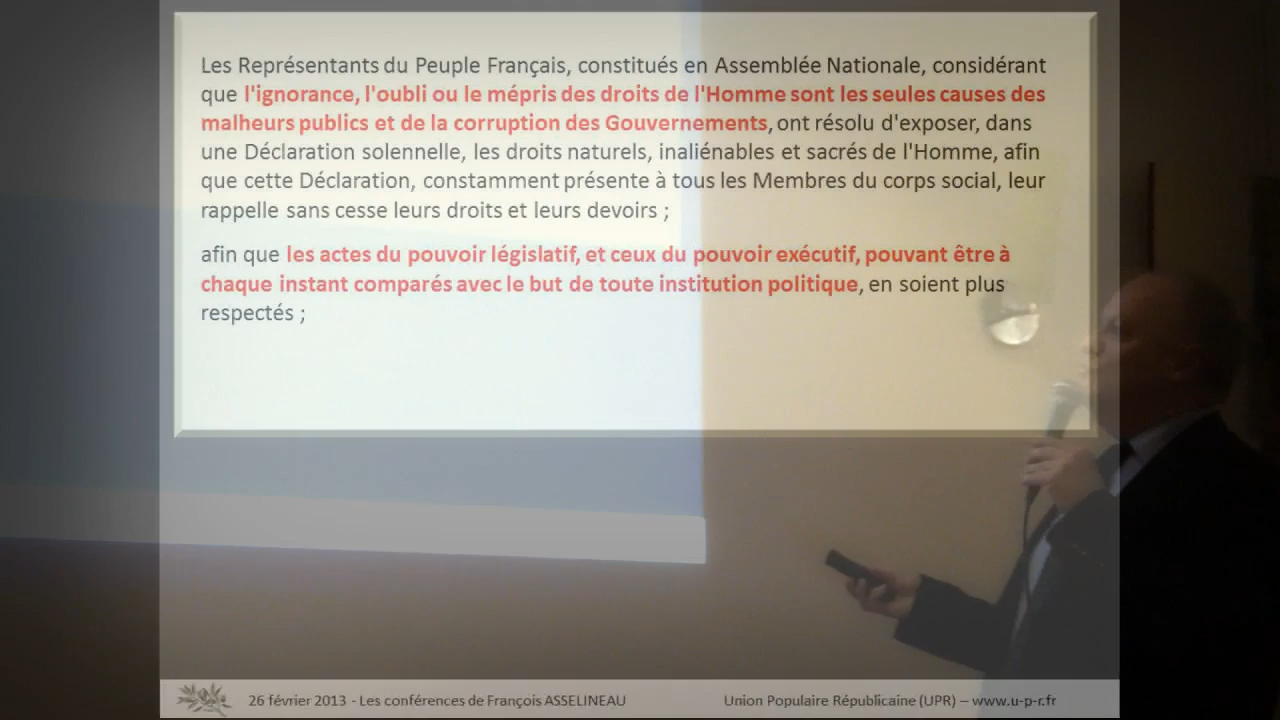 Les Représentants du Peuple Français, constitués en Assemblée Nationale, considérant
que l'ignorance, l'oubli ou le mépris des droits de l'Homme sont les seules causes des
malheurs publics et de la corruption des Gouvernements, ont résolu d'exposer, dans
une Déclaration solennelle, les droits naturels, inaliénables et sacrés de l'Homme, afin
que cette Déclaration, constamment présente à tous les Membres du corps social, leur
rappelle sans cesse leurs droits et leurs devoirs ;
afin que les actes du pouvoir législatif, et ceux du pouvoir exécutif, pouvant être à
chaque instant comparés avec le but de toute institution politique, en soient plus
respectés ;
26 février 2013 - Les conférences de François ASSELINEAU Union Populaire Républicaine (UPR) – www.u-p-r.fr